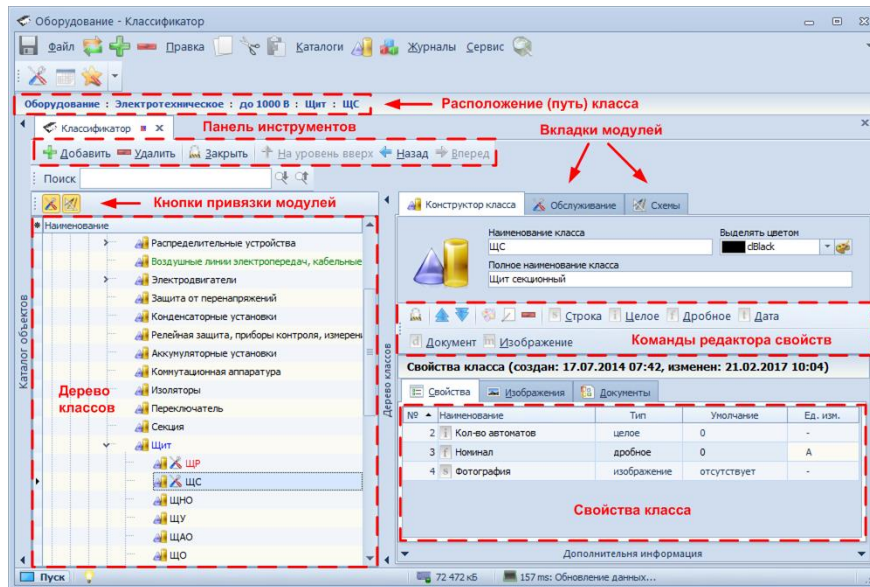 Оборудование - Классификатор
Файл Правка Каталоги Журналы Сервис
Оборудование : Электротехническое : до 1000 В : Щит : ЩС
Расположение (путь) класса
Классификатор
Панель инструментов
Вкладки модулей
Добавить Удалить Закрыть На уровень вверх Назад Вперед
Поиск
Кнопки привязки модулей
Конструктор класса Обслуживание Схемы
Наименование
Распределительные устройства
Воздушные линии электропередач, кабельные
Электродвигатели
Защита от перенапряжений
Конденсаторные установки
Релейная защита, приборы контроля, измерен
Аккумуляторные установки
Коммутационная аппаратура
Изоляторы
Переключатель
Секция
Щит
ЩР
ЩС
ЩНО
ЩУ
ЩАО
ЩО
Дерево
классов
Каталог объектов
Дерево классов
Наименование класса Выделять цветом
ЩС clBlack
Полное наименование класса
Щит секционный
Строка Целое Дробное Дата
Документ Изображение
Команды редактора свойств
Свойства класса (создан: 17.07.2014 07:42, изменен: 21.02.2017 10:04)
Свойства Изображения Документы
№ Наименование Тип Умолчание Ед. изм.
2 Кол-во автоматов целое 0 -
3 Номинал дробное 0 А
4 Фотография изображение отсутствует -
Свойства класса
Дополнительня информация
Пуск 72 472 кБ 157 ms: Обновление данных...